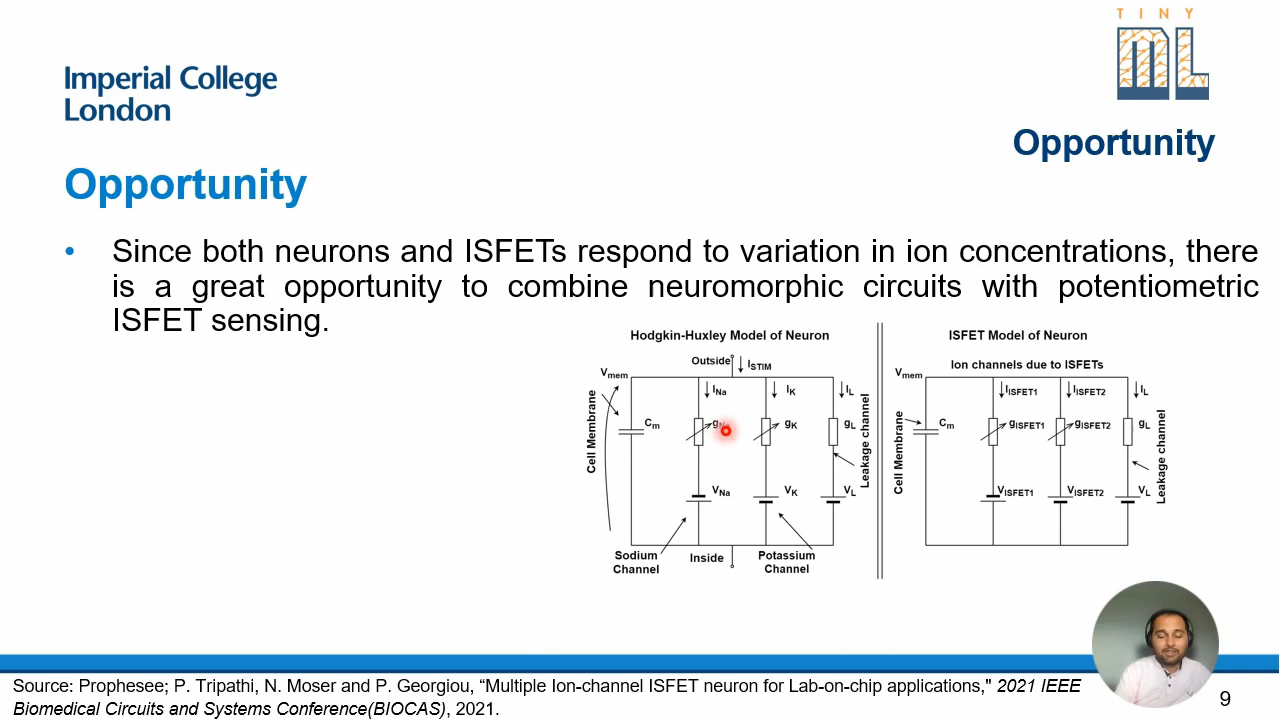 TINY
ML
Imperial College
London
Opportunity
Opportunity
• Since both neurons and ISFETs respond to variation in ion concentrations, there
is a great opportunity to combine neuromorphic circuits with potentiometric
ISFET sensing.
Hodgkin-Huxley Model of Neuron
Outside
ISTIM
Vmem
INa
IK
IL
Cell Membrane
Cm
gNa
gK
gL
Leakage channel
VNa
VK
VL
Sodium
Channel
Inside
Potassium
Channel
ISFET Model of Neuron
Ion channels due to ISFETs
Vmem
IISFET1
IISFET2
IL
Cell Membrane
Cm
gISFET1
gISFET2
gL
Leakage channel
VISFET1
VISFET2
VL
Source: Prophesee; P. Tripathi, N. Moser and P. Georgiou, “Multiple Ion-channel ISFET neuron for Lab-on-chip applications," 2021 IEEE
Biomedical Circuits and Systems Conference(BIOCAS), 2021.
9